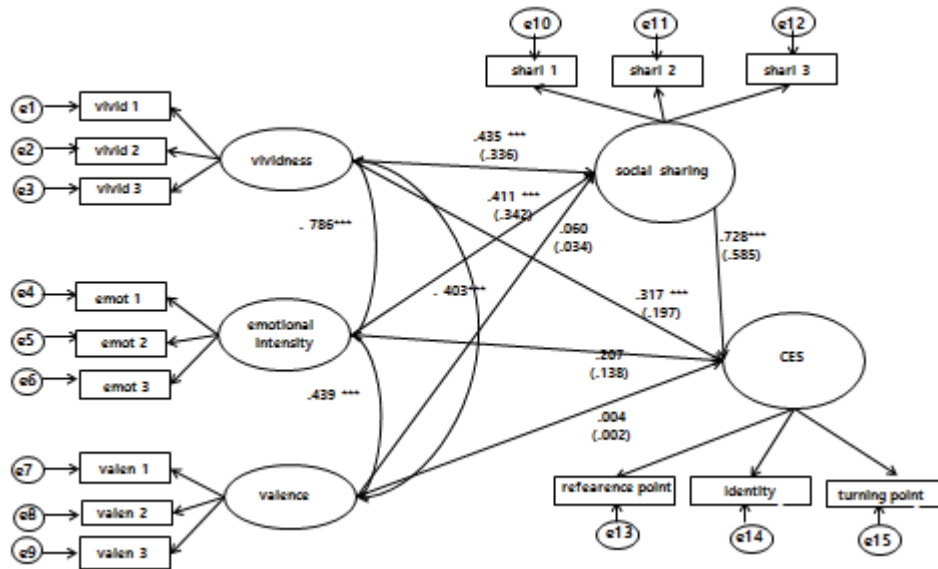 e10
e11
e12
shari 1
shari 2
shari 3
e1
vivid 1
e2
vivid 2
e3
vivid 3
vividness
.435 ***
(.336)
social sharing
.411 ***
(.342)
.060
(.034)
. 786***
.728***
(.585)
. 403***
e4
emot 1
e5
emot 2
e6
emot 3
emotional
intensity
.317 ***
(.197)
.207
(.138)
CES
.439 ***
.004
(.002)
e7
valen 1
e8
valen 2
e9
valen 3
valence
refearence point
identity
turning point
e13
e14
e15